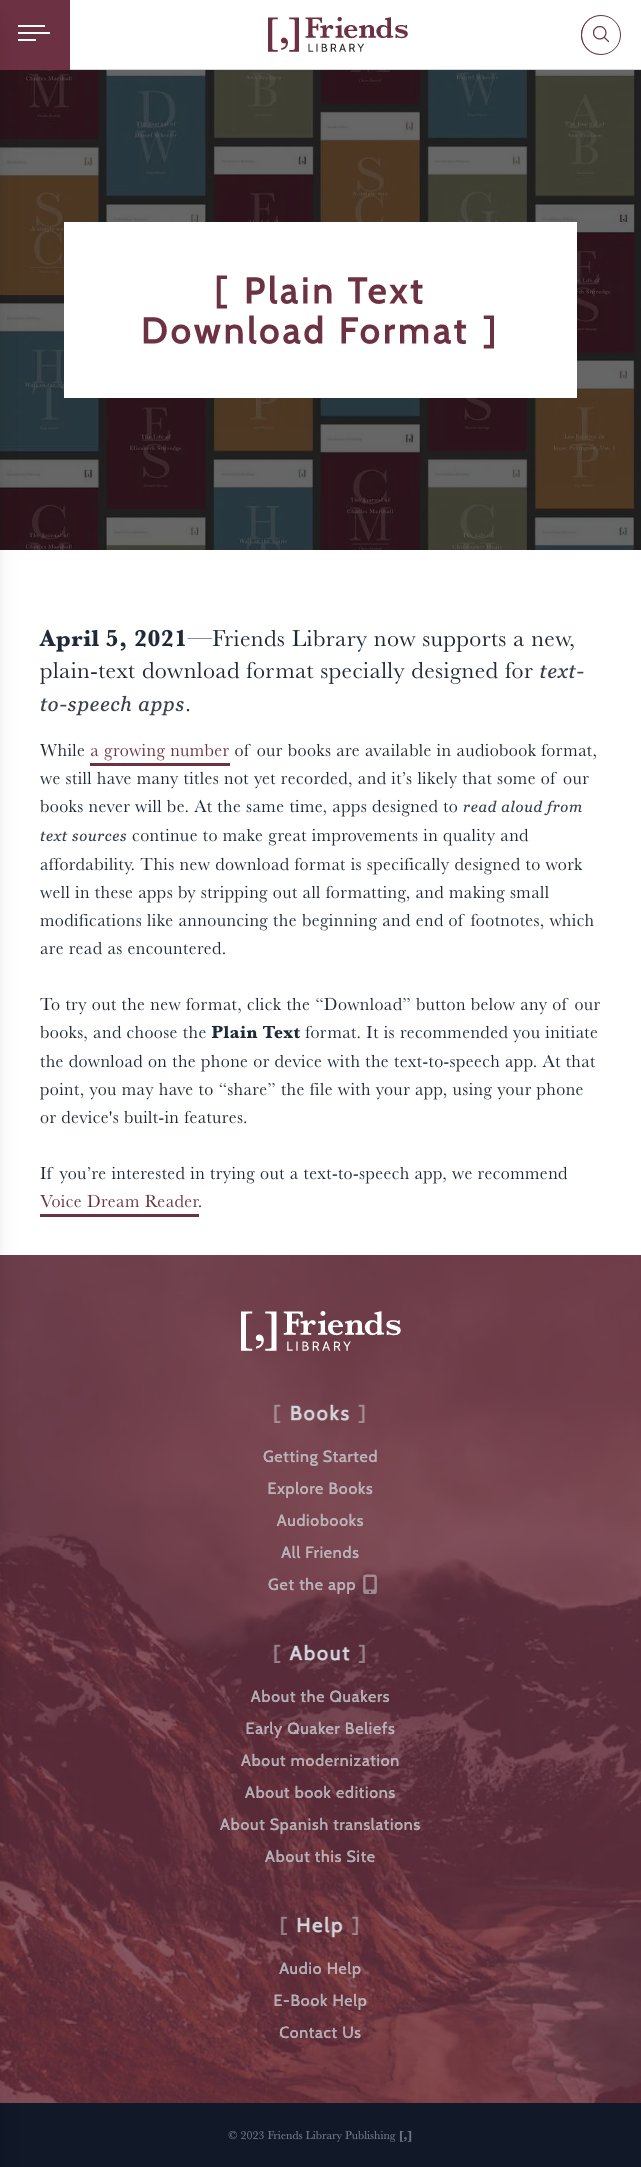 [,] Friends
LIBRARY
[ Plain Text
Download Format ]
April 5, 2021—Friends Library now supports a new,
plain-text download format specially designed for text-
to-speech apps.
While a growing number of our books are available in audiobook format,
we still have many titles not yet recorded, and it’s likely that some of our
books never will be. At the same time, apps designed to read aloud from
text sources continue to make great improvements in quality and
affordability. This new download format is specifically designed to work
well in these apps by stripping out all formatting, and making small
modifications like announcing the beginning and end of footnotes, which
are read as encountered.
To try out the new format, click the “Download” button below any of our
books, and choose the Plain Text format. It is recommended you initiate
the download on the phone or device with the text-to-speech app. At that
point, you may have to “share” the file with your app, using your phone
or device's built-in features.
If you’re interested in trying out a text-to-speech app, we recommend
Voice Dream Reader.
[,] Friends
LIBRARY
[ Books ]
Getting Started
Explore Books
Audiobooks
All Friends
Get the app
[ About ]
About the Quakers
Early Quaker Beliefs
About modernization
About book editions
About Spanish translations
About this Site
[ Help ]
Audio Help
E-Book Help
Contact Us
© 2023 Friends Library Publishing [,]